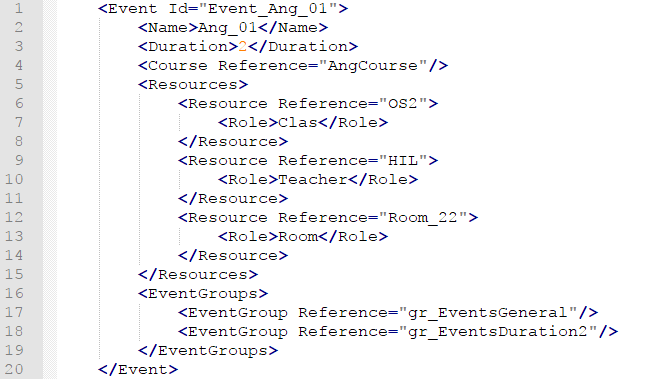 1 <Event Id="Event_Ang_01">
2 <Name>Ang_01</Name>
3 <Duration>2</Duration>
4 <Course Reference="AngCourse"/>
5 <Resources>
6 <Resource Reference="OS2">
7 <Role>Clas</Role>
8 </Resource>
9 <Resource Reference="HIL">
10 <Role>Teacher</Role>
11 </Resource>
12 <Resource Reference="Room_22">
13 <Role>Room</Role>
14 </Resource>
15 </Resources>
16 <EventGroups>
17 <EventGroup Reference="gr_EventsGeneral"/>
18 <EventGroup Reference="gr_EventsDuration2"/>
19 </EventGroups>
20 </Event>